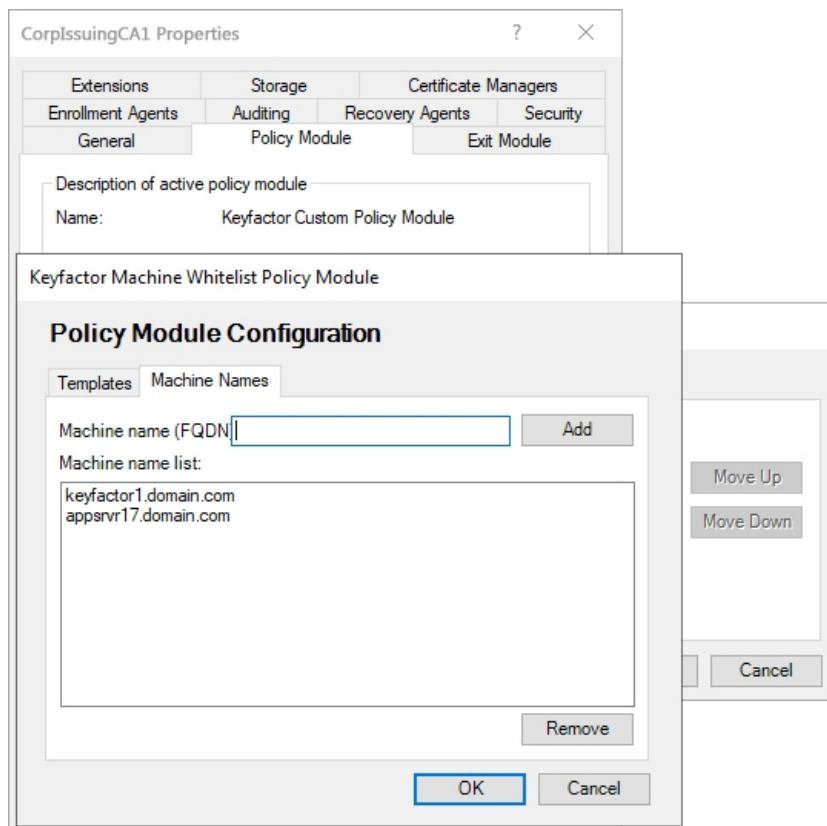 CorpIssuingCA1 Properties
?
Extensions
Storage
Certificate Managers
Enrollment Agents
Auditing
Recovery Agents
Security
General
Policy Module
Exit Module
Description of active policy module
Name:
Keyfactor Custom Policy Module
Keyfactor Machine Whitelist Policy Module
Policy Module Configuration
Templates
Machine Names
Machine name (FQDN
Add
Machine name list:
keyfactor1.domain.com
appsrvr17.domain.com
Move Up
Move Down
Cancel
Remove
OK
Cancel